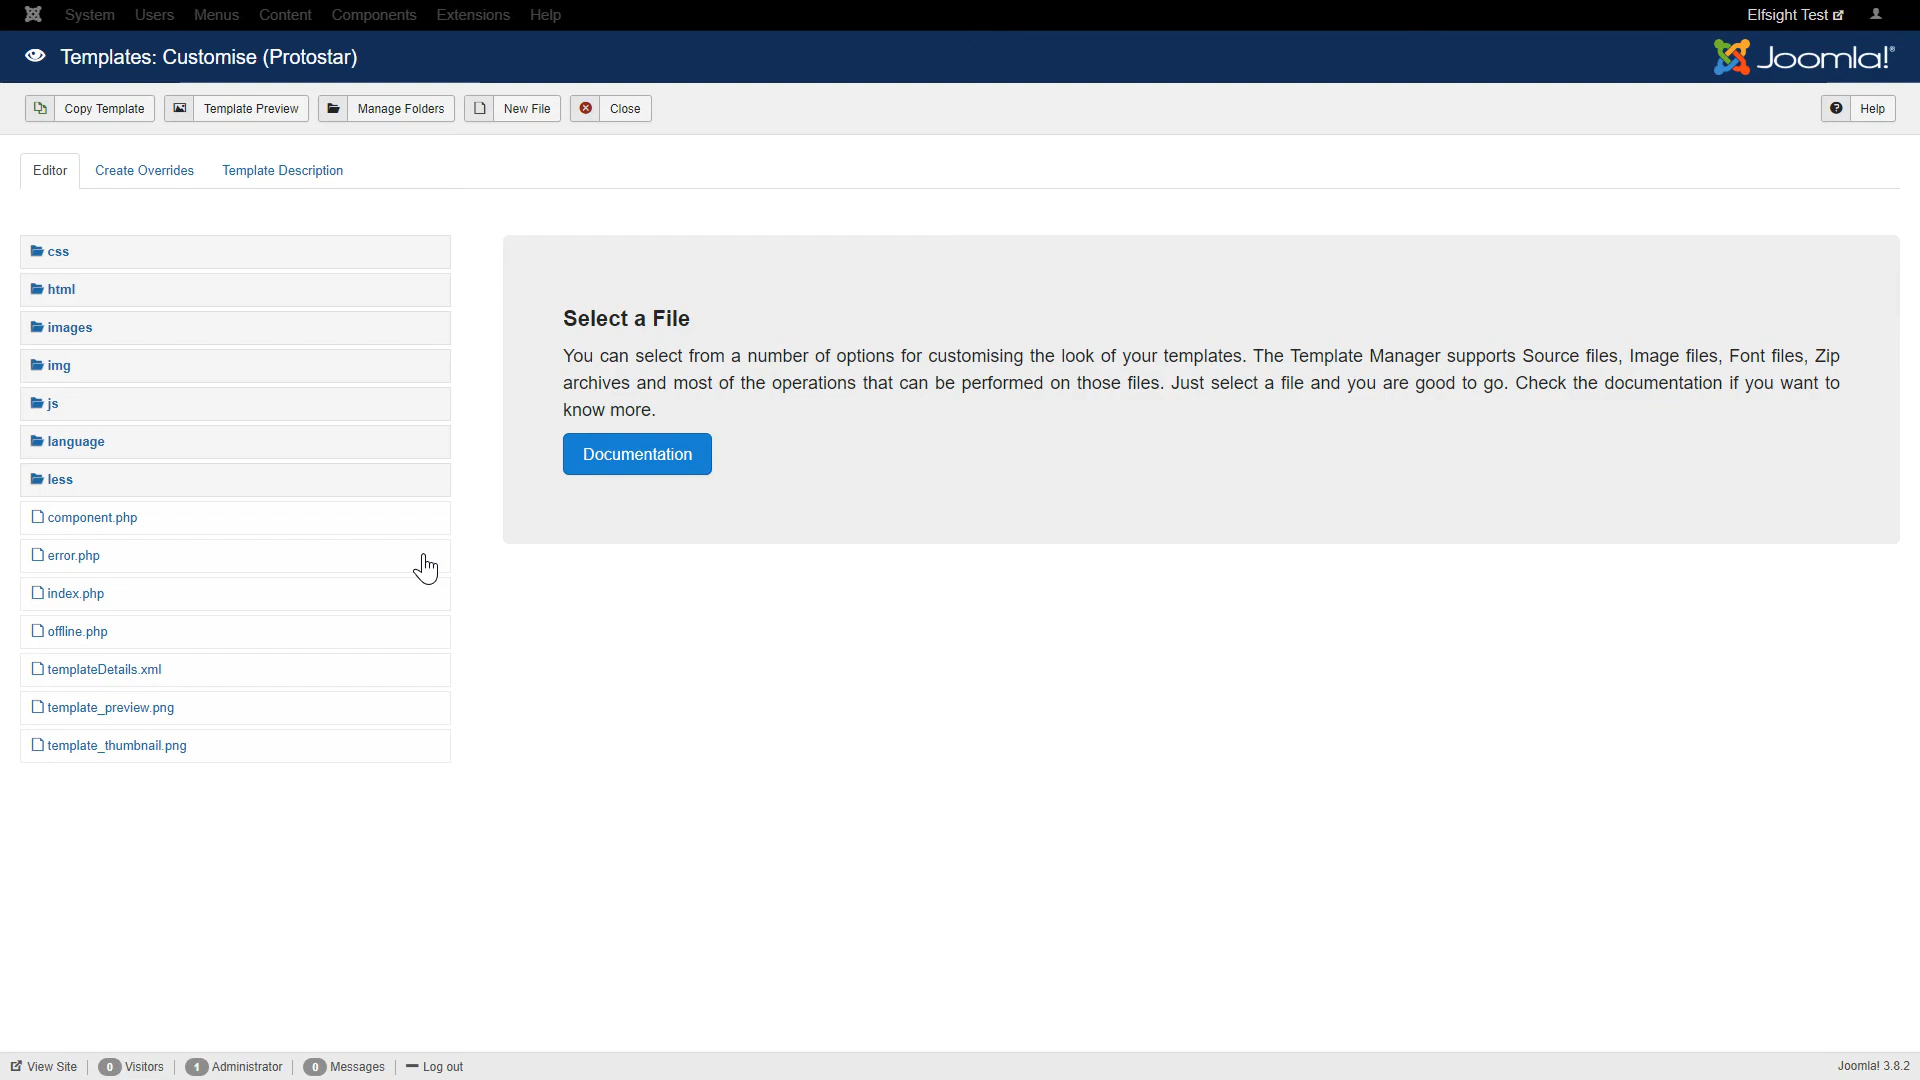 System Users Menus Content Components Extensions Help Elfsight Test
Templates: Customise (Protostar) Joomla!®
Copy Template Template Preview Manage Folders New File Close Help
Editor Create Overrides Template Description
css
html
images
img
js
language
less
component.php
error.php
index.php
offline.php
templateDetails.xml
template_preview.png
template_thumbnail.png
Select a File
You can select from a number of options for customising the look of your templates. The Template Manager supports Source files, Image files, Font files, Zip
archives and most of the operations that can be performed on those files. Just select a file and you are good to go. Check the documentation if you want to
know more.
Documentation
View Site 0 Visitors 1 Administrator 0 Messages Log out Joomla! 3.8.2